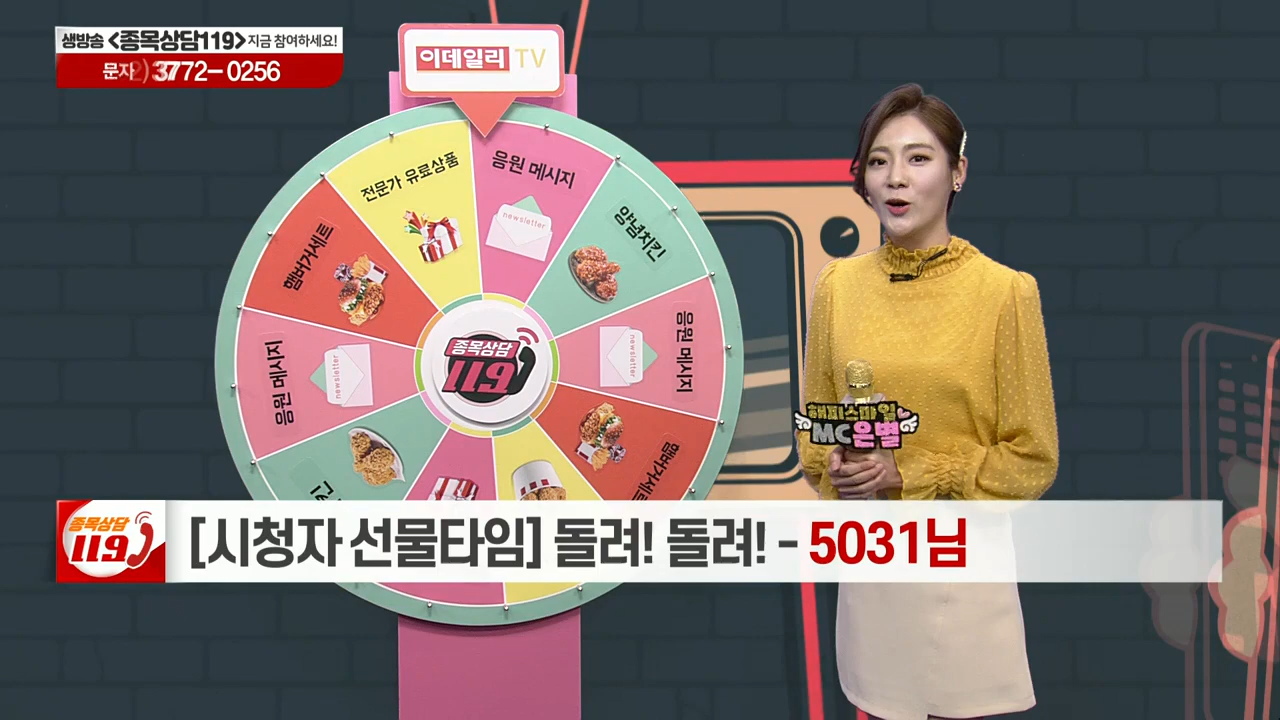 생방송 <종목상담119> 지금 참여하세요!
문자 3772-0256
이데일리 TV
전문가 유료상품
응원 메시지
newsletter
양념치킨
햄버거세트
응원 메시지
newsletter
응원 메시지
newsletter
햄버거세트
종목상담
119
해피스마일
MC은별
종목상담
119
[시청자 선물타임] 돌려! 돌려! - 5031님